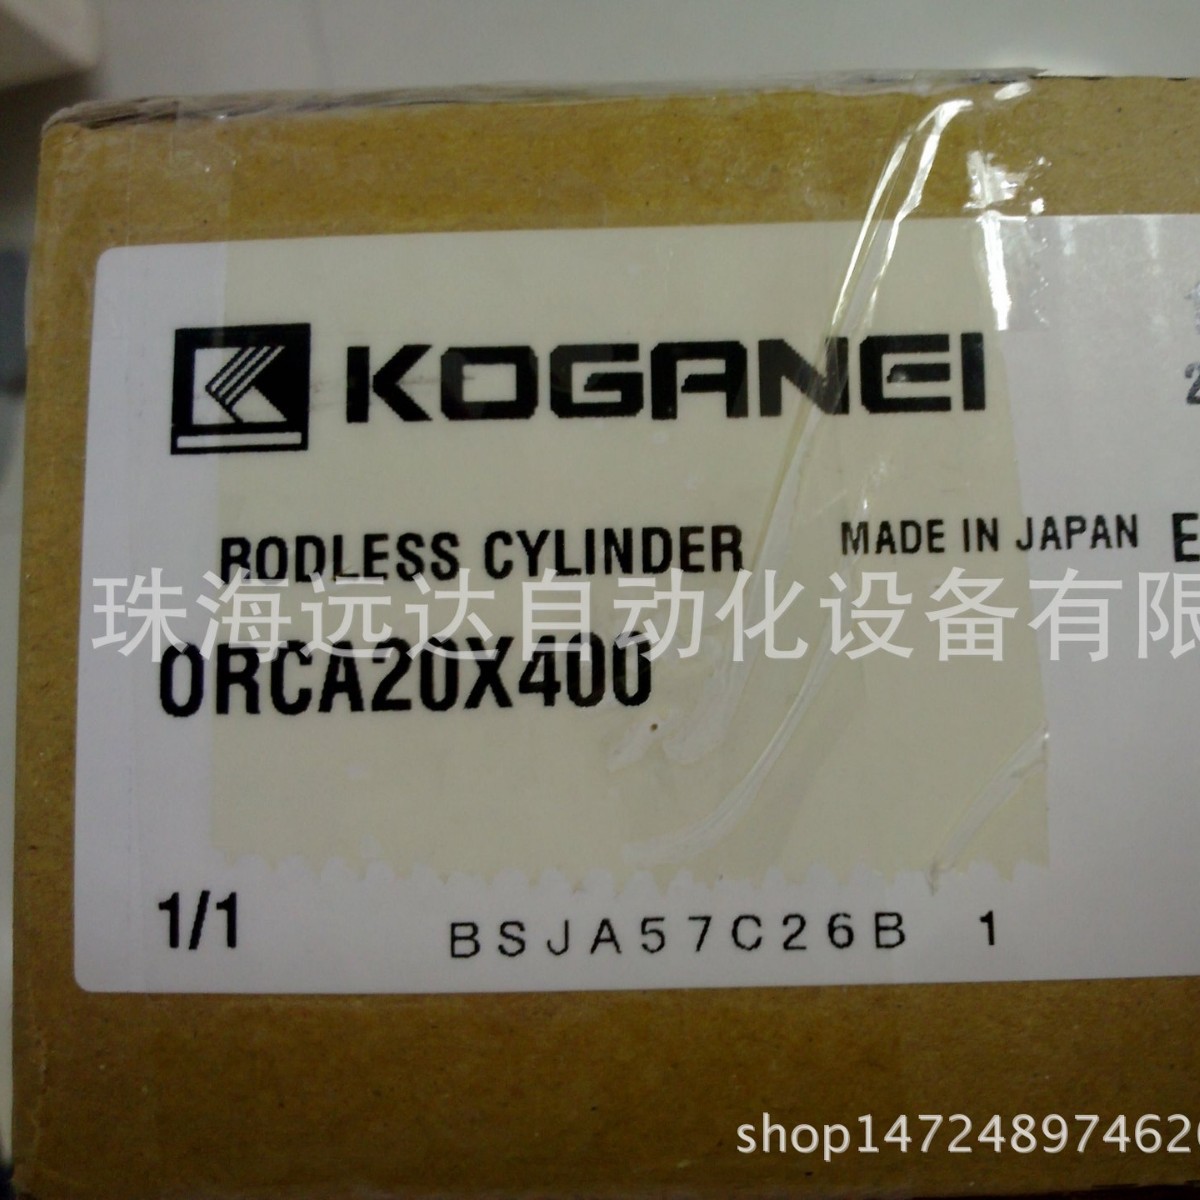 KOGANEI
2
RODLESS CYLINDER MADE IN JAPAN E
珠海远达自动化设备有限
ORCA20X400
1/1 BSJA57C26B 1
shop147248974620